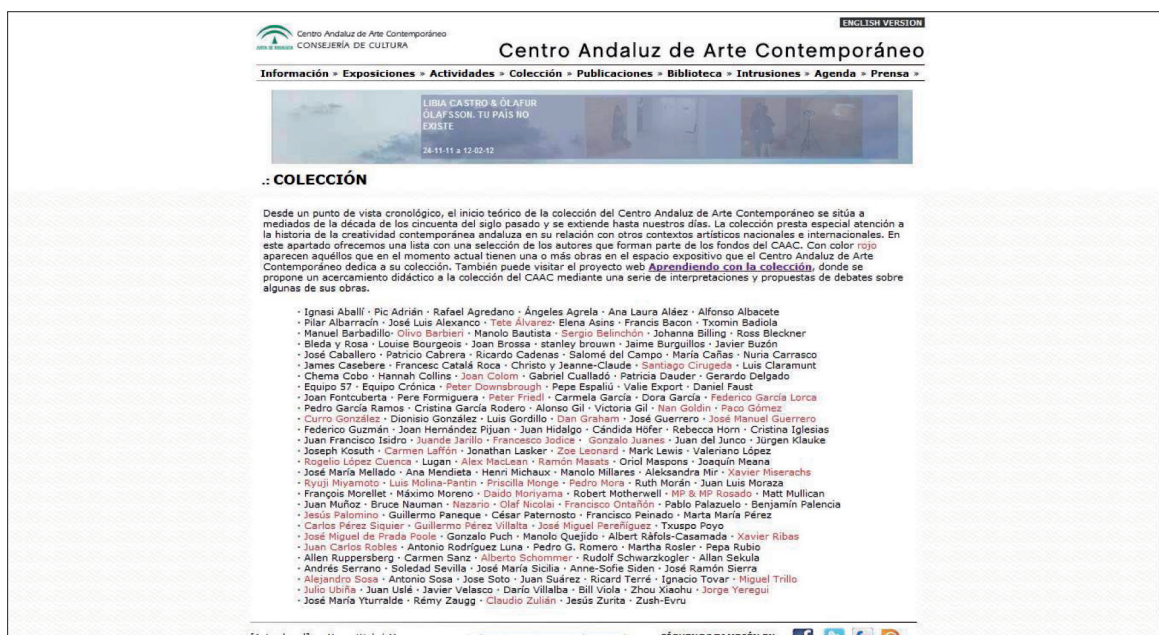 ENGLISH VERSION
Centro Andaluz de Arte Contemporáneo
CONSEJERÍA DE CULTURA
JUNTA DE ANDALUCIA
Centro Andaluz de Arte Contemporáneo
Información » Exposiciones » Actividades » Colección » Publicaciones » Biblioteca » Intrusiones » Agenda » Prensa »
LIBIA CASTRO & ÓLAFUR
ÓLAFSSON. TU PAÍS NO
EXISTE
24-11-11 a 12-02-12
.: COLECCIÓN
Desde un punto de vista cronológico, el inicio teórico de la colección del Centro Andaluz de Arte Contemporáneo se sitúa a
mediados de la década de los cincuenta del siglo pasado y se extiende hasta nuestros días. La colección presta especial atención a
la historia de la creatividad contemporánea andaluza en su relación con otros contextos artísticos nacionales e internacionales. En
este apartado ofrecemos una lista con una selección de los autores que forman parte de los fondos del CAAC. Con color rojo
aparecen aquéllos que en el momento actual tienen una o más obras en el espacio expositivo que el Centro Andaluz de Arte
Contemporáneo dedica a su colección. También puede visitar el proyecto web Aprendiendo con la colección, donde se
propone un acercamiento didáctico a la colección del CAAC mediante una serie de interpretaciones y propuestas de debates sobre
algunas de sus obras.
· Ignasi Aballí · Pic Adrián · Rafael Agredano · Ángeles Agrela · Ana Laura Aláez · Alfonso Albacete
· Pilar Albarracín · José Luis Alexanco · Tete Álvarez· Elena Asins · Francis Bacon · Txomin Badiola
· Manuel Barbadillo· Olivo Barbieri · Manolo Bautista · Sergio Belinchón · Johanna Billing · Ross Bleckner
· Bleda y Rosa · Louise Bourgeois · Joan Brossa · stanley brouwn · Jaime Burguillos · Javier Buzón
· José Caballero · Patricio Cabrera · Ricardo Cadenas · Salomé del Campo · María Cañas · Nuria Carrasco
· James Casebere · Francesc Catalá Roca · Christo y Jeanne-Claude · Santiago Cirugeda · Luis Claramunt
· Chema Cobo · Hannah Collins · Joan Colom · Gabriel Cualladó · Patricia Dauder · Gerardo Delgado
· Equipo 57 · Equipo Crónica · Peter Downsbrough · Pepe Espaliú · Valie Export · Daniel Faust
· Joan Fontcuberta · Pere Formiguera · Peter Friedl · Carmela García · Dora García · Federico García Lorca
· Pedro García Ramos · Cristina García Rodero · Alonso Gil · Victoria Gil · Nan Goldin · Paco Gómez
· Curro González · Dionisio González · Luis Gordillo · Dan Graham · José Guerrero · José Manuel Guerrero
· Federico Guzmán · Joan Hernández Pijuan · Juan Hidalgo · Cándida Höfer · Rebecca Horn · Cristina Iglesias
· Juan Francisco Isidro · Juande Jarillo · Francesco Jodice · Gonzalo Juanes · Juan del Junco · Jürgen Klauke
· Joseph Kosuth · Carmen Laffón · Jonathan Lasker · Zoe Leonard · Mark Lewis · Valeriano López
· Rogelio López Cuenca · Lugan · Alex MacLean · Ramón Masats · Oriol Maspons · Joaquín Meana
· José María Mellado · Ana Mendieta · Henri Michaux · Manolo Millares · Aleksandra Mir · Xavier Miserachs
· Ryuji Miyamoto · Luis Molina-Pantin · Priscilla Monge · Pedro Mora · Ruth Morán · Juan Luis Moraza
· François Morellet · Máximo Moreno · Daido Moriyama · Robert Motherwell · MP & MP Rosado · Matt Mullican
· Juan Muñoz · Bruce Nauman · Nazario · Olaf Nicolai · Francisco Ontañón · Pablo Palazuelo · Benjamín Palencia
· Jesús Palomino · Guillermo Paneque · César Paternosto · Francisco Peinado · Marta María Pérez
· Carlos Pérez Siquier · Guillermo Pérez Villalta · José Miguel Pereñíguez · Txuspo Poyo
· José Miguel de Prada Poole · Gonzalo Puch · Manolo Quejido · Albert Ràfols-Casamada · Xavier Ribas
· Juan Carlos Robles · Antonio Rodríguez Luna · Pedro G. Romero · Martha Rosler · Pepa Rubio
· Allen Ruppersberg · Carmen Sanz · Alberto Schommer · Rudolf Schwarzkogler · Allan Sekula
· Andrés Serrano · Soledad Sevilla · José María Sicilia · Anne-Sofie Siden · José Ramón Sierra
· Alejandro Sosa · Antonio Sosa · Jose Soto · Juan Suárez · Ricard Terré · Ignacio Tovar · Miguel Trillo
· Julio Ubiña · Juan Uslé · Javier Velasco · Darío Villalba · Bill Viola · Zhou Xiaohu · Jorge Yeregui
· José María Yturralde · Rémy Zaugg · Claudio Zulián · Jesús Zurita · Zush-Evru